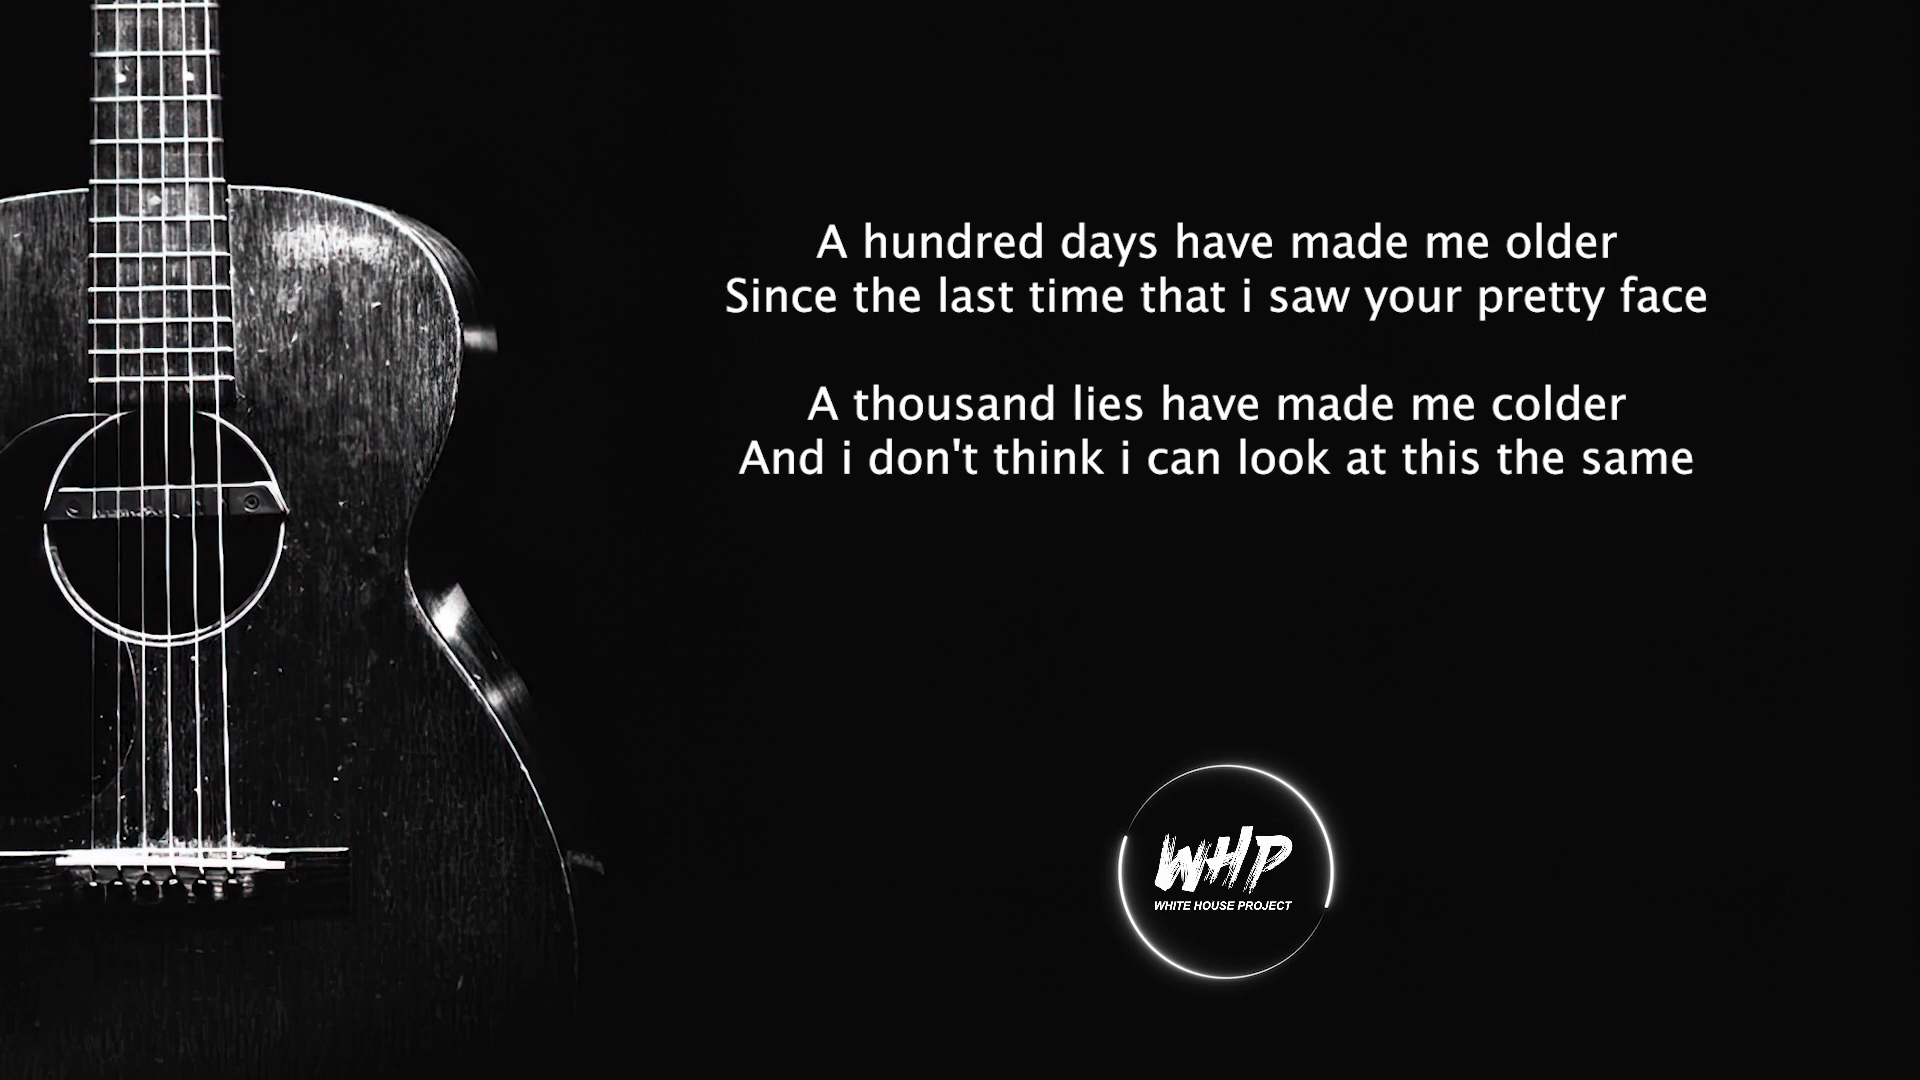 A hundred days have made me older
Since the last time that i saw your pretty face
A thousand lies have made me colder
And i don't think i can look at this the same
WHP
WHITE HOUSE PROJECT